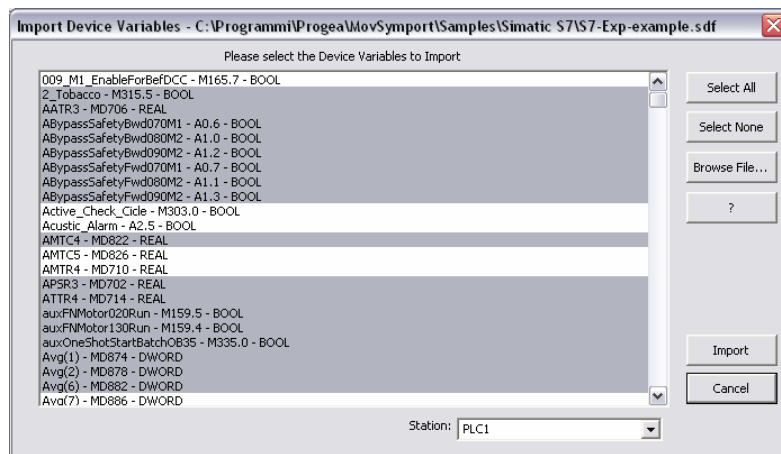 Import Device Variables - C:\Programmi\Progea\MovSymport\Samples\Simatic S7\S7-Exp-example.sdf
Please select the Device Variables to Import
009_M1_EnableForBefDCC - M165.7 - BOOL
2_Tobacco - M315.5 - BOOL
AATR3 - MD706 - REAL
ABypassSafetyBwd070M1 - A0.6 - BOOL
ABypassSafetyBwd080M2 - A1.0 - BOOL
ABypassSafetyBwd090M2 - A1.2 - BOOL
ABypassSafetyFwd070M1 - A0.7 - BOOL
ABypassSafetyFwd080M2 - A1.1 - BOOL
ABypassSafetyFwd090M2 - A1.3 - BOOL
Active_Check_Cicle - M303.0 - BOOL
Acustic_Alarm - A2.5 - BOOL
AMTC4 - MD822 - REAL
AMTC5 - MD826 - REAL
AMTR4 - MD710 - REAL
APSR3 - MD702 - REAL
ATTR4 - MD714 - REAL
auxFNMotor020Run - M159.5 - BOOL
auxFNMotor130Run - M159.4 - BOOL
auxOneShotStartBatchOB35 - M335.0 - BOOL
Avg(1) - MD874 - DWORD
Avg(2) - MD878 - DWORD
Avg(6) - MD882 - DWORD
Avg(7) - MD886 - DWORD
Select All
Select None
Browse File...
?
Import
Cancel
Station: PLC1